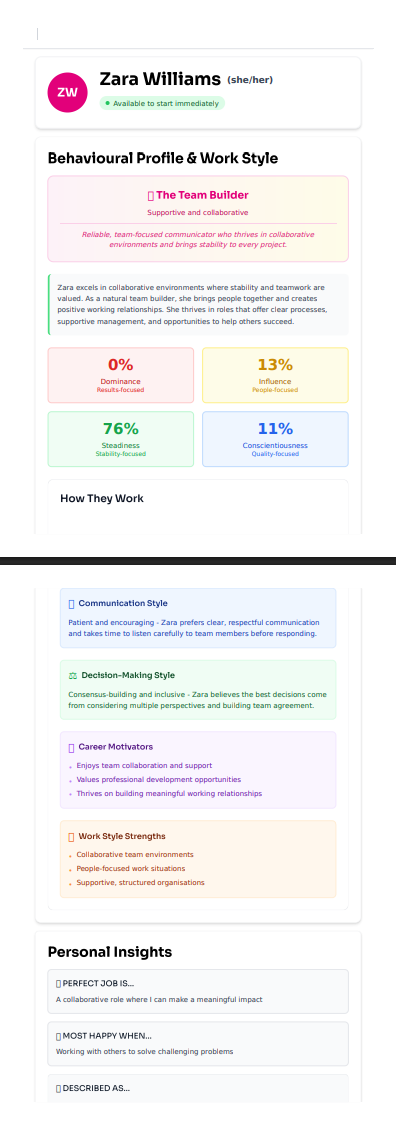 ZW
Zara Williams (she/her)
Available to start immediately
Behavioural Profile & Work Style
The Team Builder
Supportive and collaborative
Reliable, team-focused communicator who thrives in collaborative
environments and brings stability to every project.
Zara excels in collaborative environments where stability and teamwork are
valued. As a natural team builder, she brings people together and creates
positive working relationships. She thrives in roles that offer clear processes,
supportive management, and opportunities to help others succeed.
0%
Dominance
Results-focused
13%
Influence
People-focused
76%
Steadiness
Stability-focused
11%
Conscientiousness
Quality-focused
How They Work
Communication Style
Patient and encouraging - Zara prefers clear, respectful communication
and takes time to listen carefully to team members before responding.
Decision-Making Style
Consensus-building and inclusive - Zara believes the best decisions come
from considering multiple perspectives and building team agreement.
Career Motivators
Enjoys team collaboration and support
Values professional development opportunities
Thrives on building meaningful working relationships
Work Style Strengths
Collaborative team environments
People-focused work situations
Supportive, structured organisations
Personal Insights
PERFECT JOB IS...
A collaborative role where I can make a meaningful impact
MOST HAPPY WHEN...
Working with others to solve challenging problems
DESCRIBED AS...